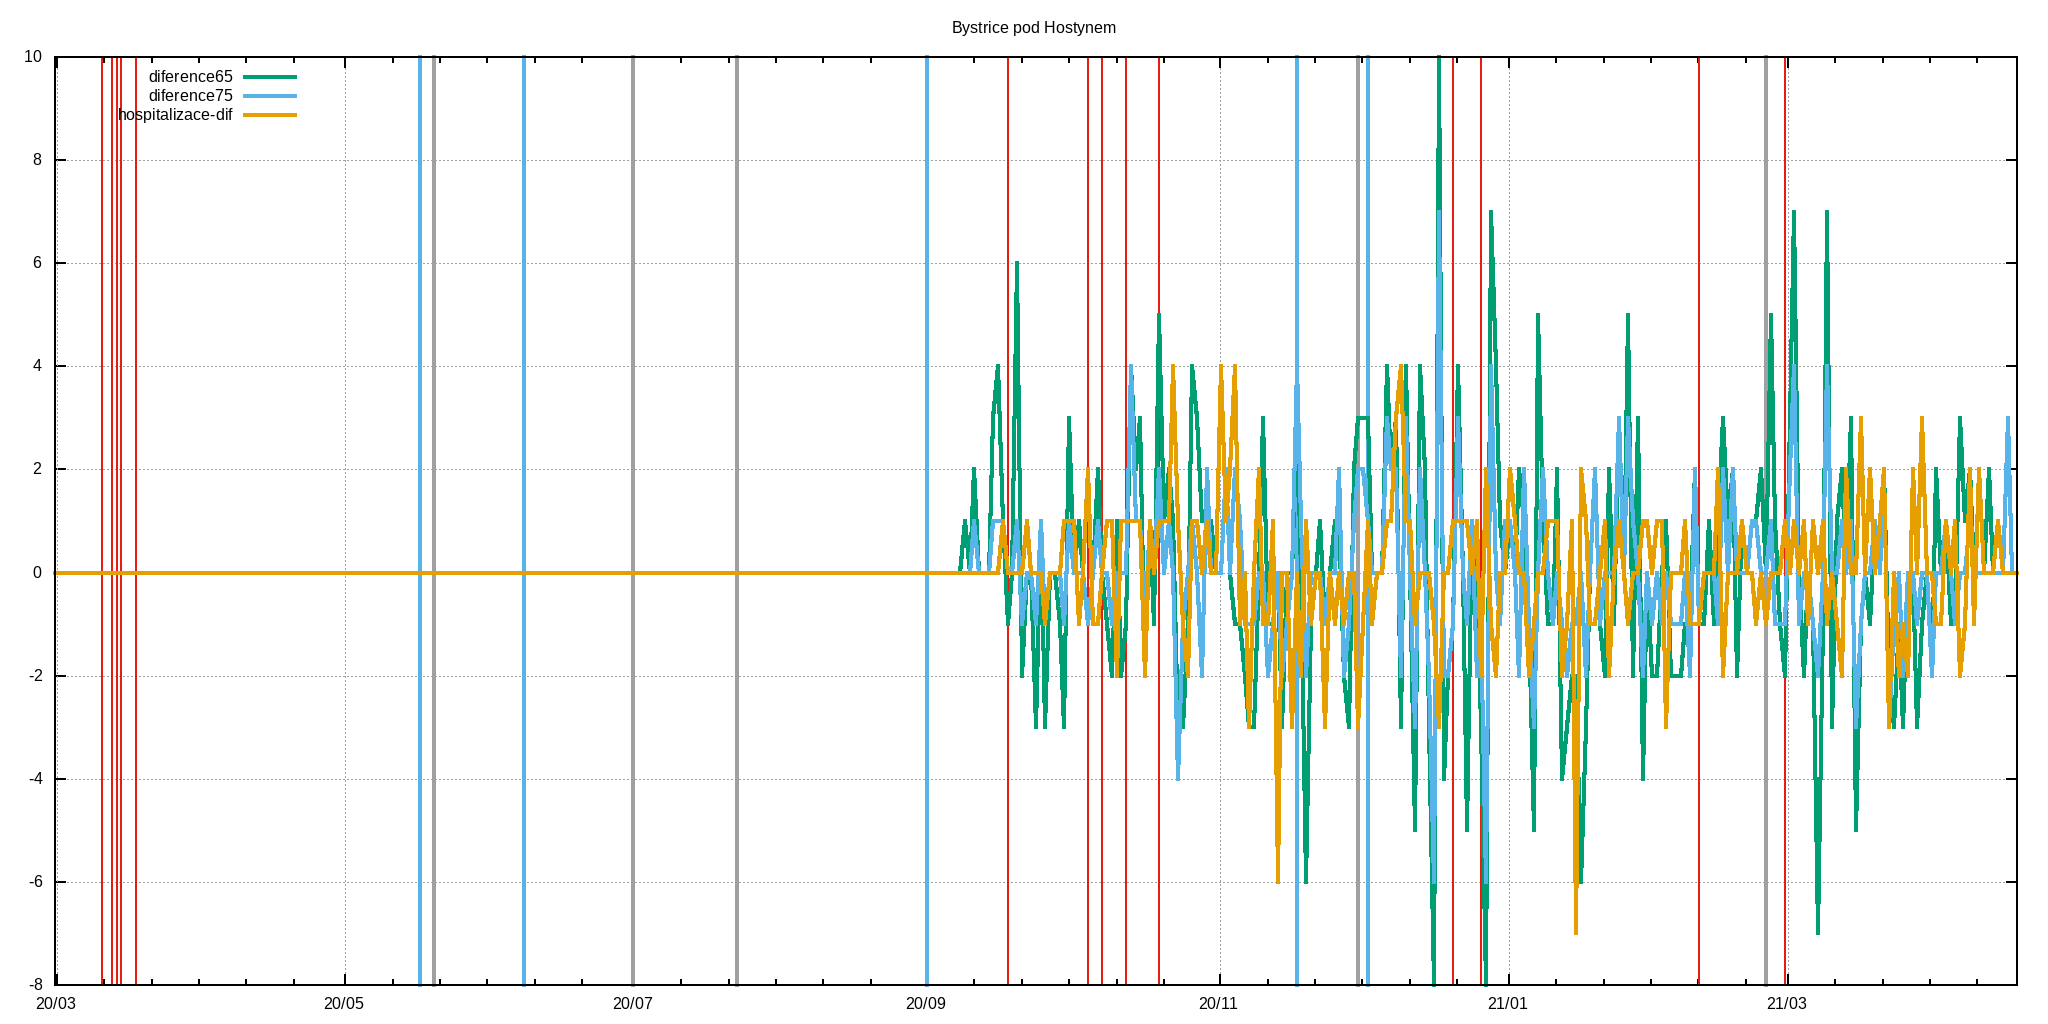 Bystrice pod Hostynem
10
8
6
4
2
0
-2
-4
-6
-8
diference65
diference75
hospitalizace-dif
20/03 20/05 20/07 20/09 20/11 21/01 21/03